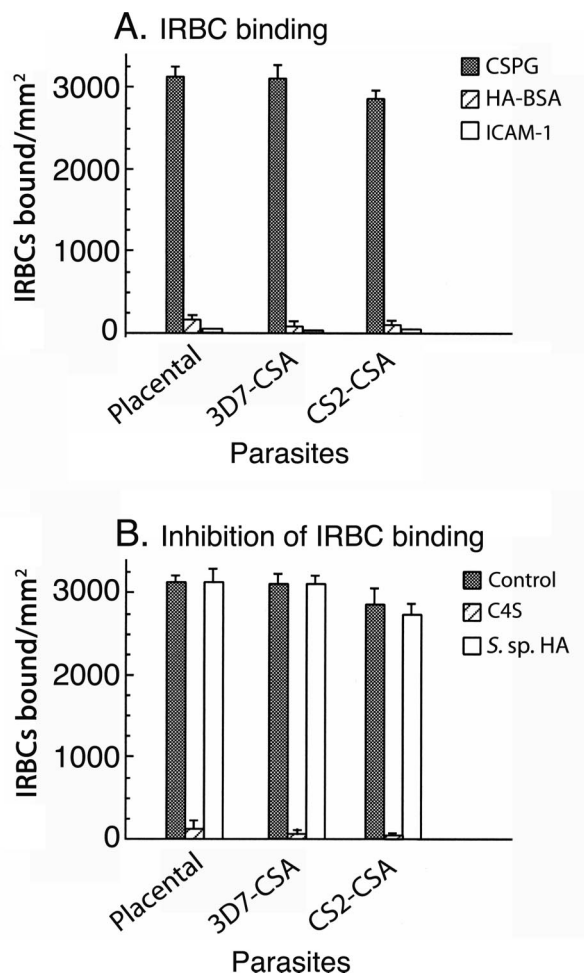 A. IRBC binding
IRBCs bound/mm²
3000
2000
1000
0
CSPG
HA-BSA
ICAM-1
Placental
3D7-CSA
CS2-CSA
Parasites
B. Inhibition of IRBC binding
IRBCs bound/mm²
3000
2000
1000
0
Control
C4S
S. sp. HA
Placental
3D7-CSA
CS2-CSA
Parasites